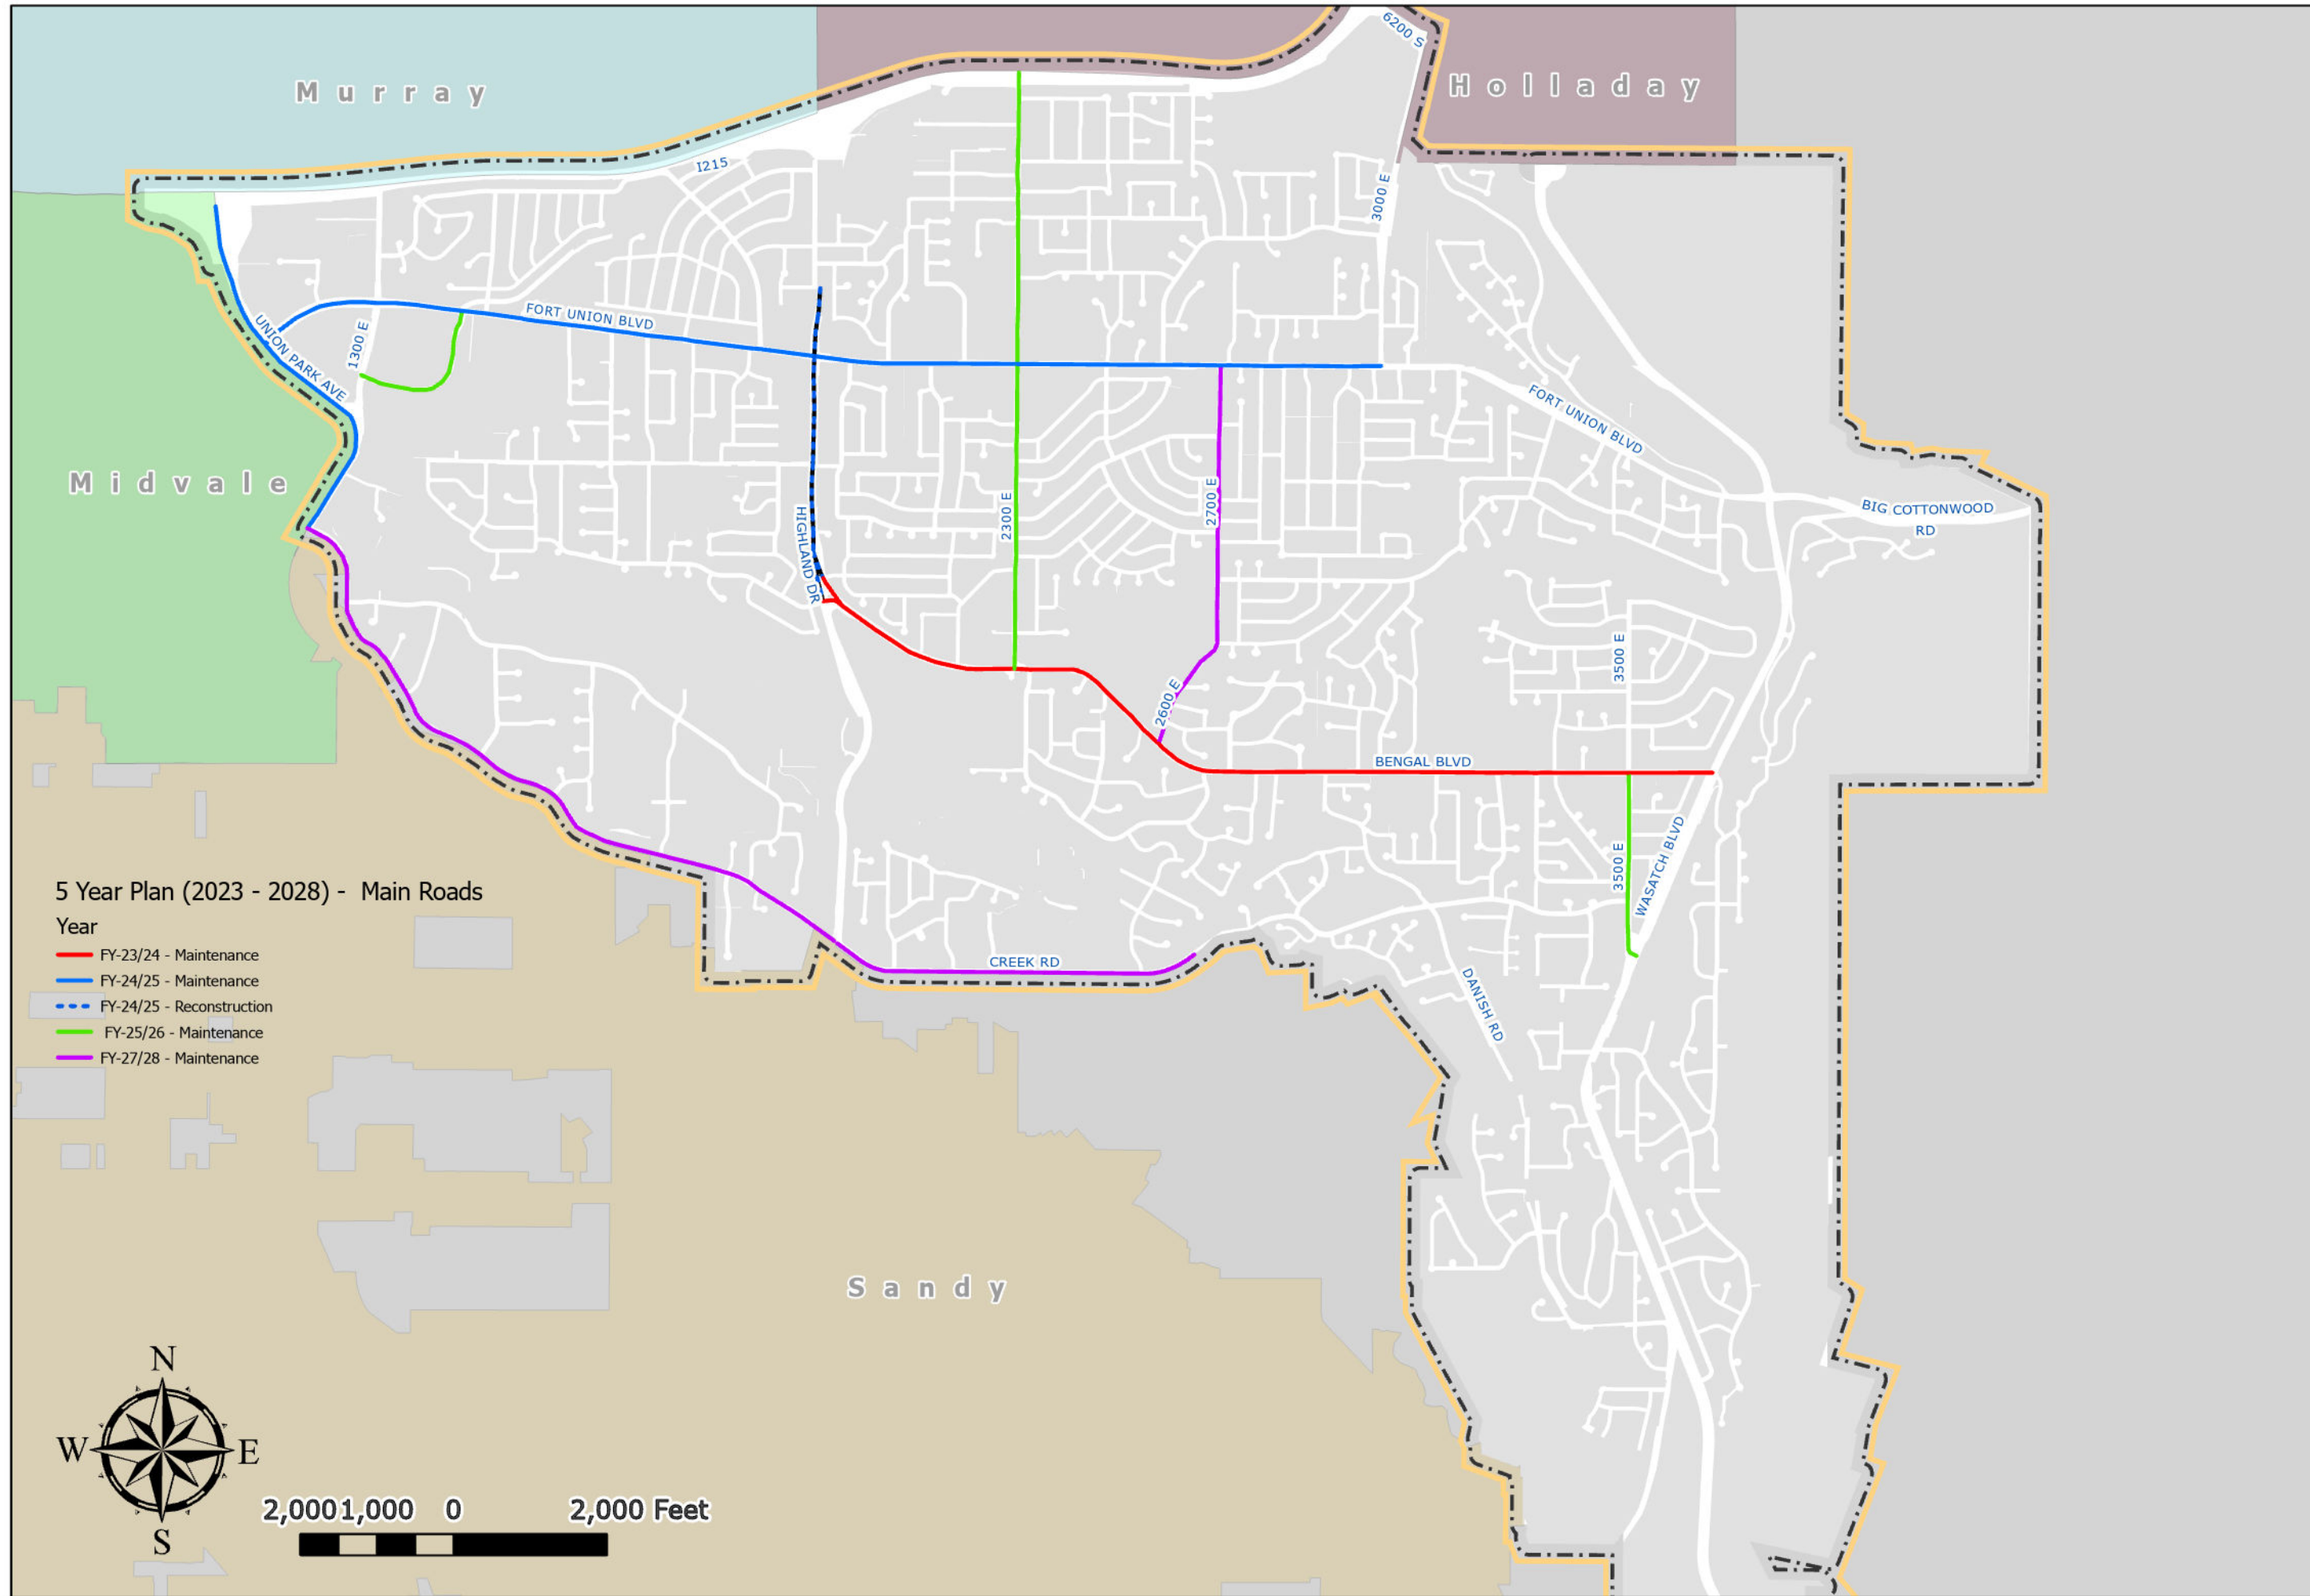 6200 S
Murray
Holladay
I215
3000 E
FORT UNION BLVD
UNION PARK AVE
1300 E
FORT UNION BLVD
Midvale
2300 E
2700 E
HIGHLAND DR
BIG COTTONWOOD
RD
3500 E
2600 E
BENGAL BLVD
3500 E
WASATCH BLVD
CREEK RD
DANISH RD
5 Year Plan (2023 - 2028) - Main Roads
Year
FY-23/24 - Maintenance
FY-24/25 - Maintenance
FY-24/25 - Reconstruction
FY-25/26 - Maintenance
FY-27/28 - Maintenance
Sandy
N
W E
S
2,000 1,000 0 2,000 Feet